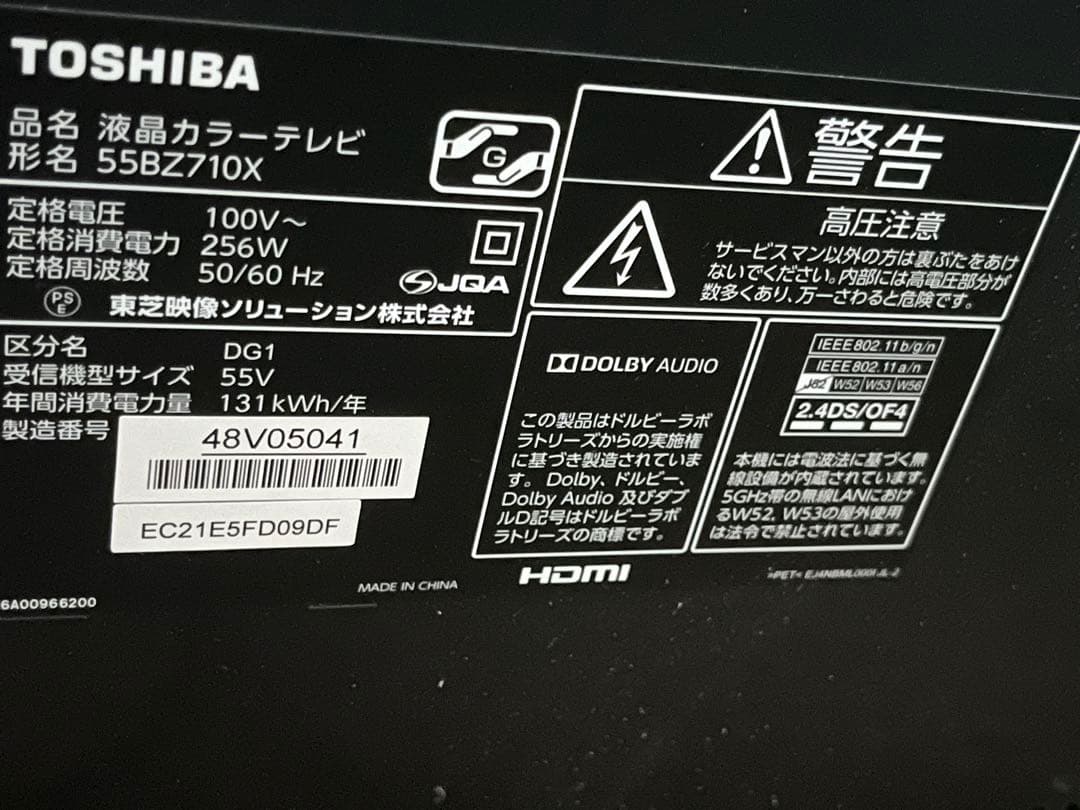 TOSHIBA
品名 液晶カラーテレビ
形名 55BZ710X
G
定格電圧 100V～
定格消費電力 256W
定格周波数 50/60 Hz
JQA
PS
E
東芝映像ソリューション株式会社
区分名 DG1
受信機型サイズ 55V
年間消費電力量 131kWh/年
製造番号 48V05041
EC21E5FD09DF
MADE IN CHINA
6A00966200
警告
高圧注意
サービスマン以外の方は裏ぶたをあけ
ないでください。内部には高電圧部分が
数多くあり、万一さわると危険です。
DOLBY AUDIO
この製品はドルビーラボ
ラトリーズからの実施権
に基づき製造されていま
す。Dolby、ドルビー、
Dolby Audio 及びダブ
ルD記号はドルビーラボ
ラトリーズの商標です。
IEEE802.11b/g/n
IEEE802.11a/n
J52 W52 W53 W56
2.4DS/OF4
本機には電波法に基づく無
線設備が内蔵されています。
5GHz帯の無線LANにおけ
るW52、W53の屋外使用
は法令で禁止されています。
HDMI
>PET<